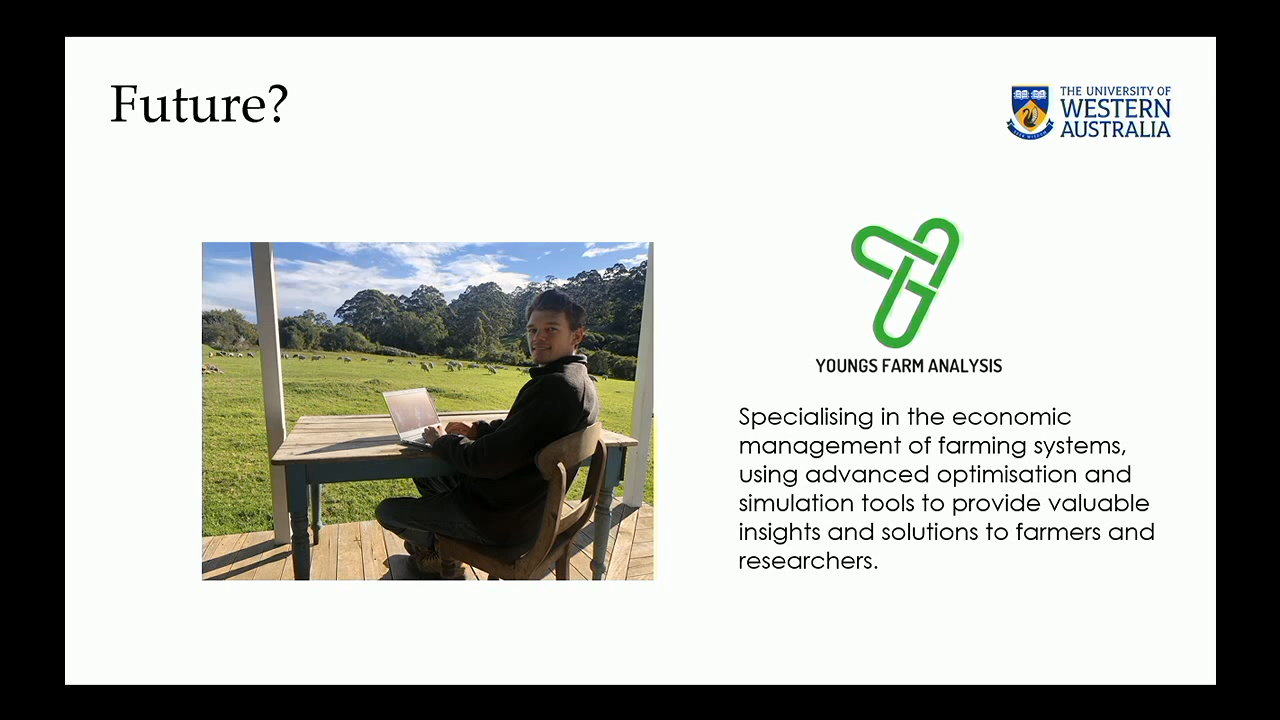 Future?
THE UNIVERSITY OF
WESTERN
AUSTRALIA
YOUNGS FARM ANALYSIS
Specialising in the economic
management of farming systems,
using advanced optimisation and
simulation tools to provide valuable
insights and solutions to farmers and
researchers.